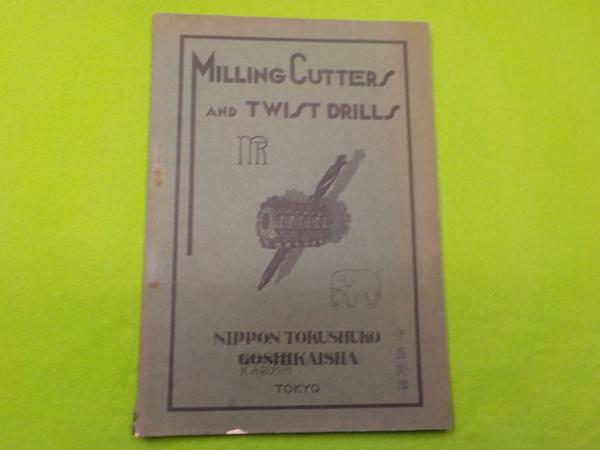 MILLING CUTTERS
AND TWIST DRILLS
NR
NIPPON TOKUSHUKO
GOSHIKAISHA
KABUSHI
TOKYO